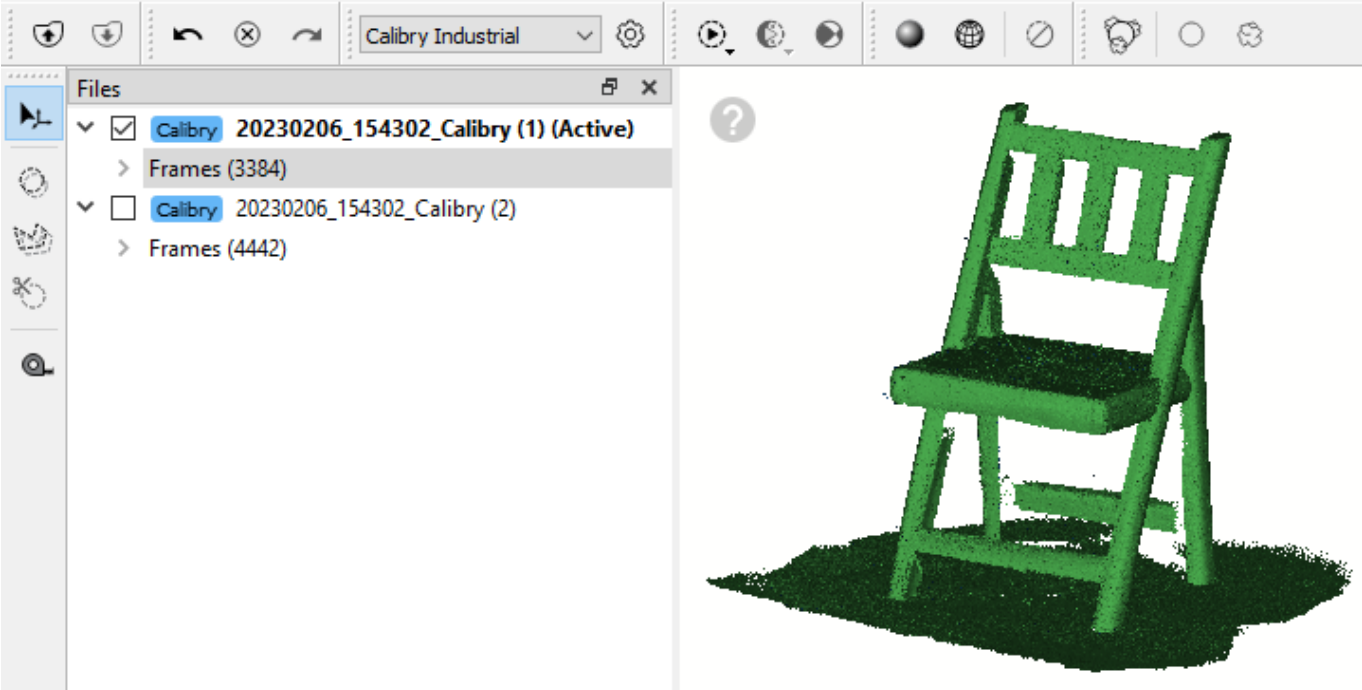 Calibry Industrial
Files
Calibry 20230206_154302_Calibry (1) (Active)
Frames (3384)
Calibry 20230206_154302_Calibry (2)
Frames (4442)
?